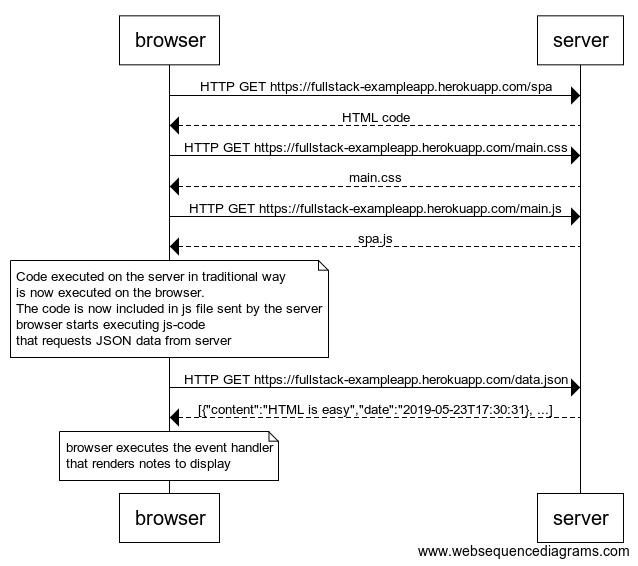 browser
server
HTTP GET https://fullstack-exampleapp.herokuapp.com/spa
HTML code
HTTP GET https://fullstack-exampleapp.herokuapp.com/main.css
main.css
HTTP GET https://fullstack-exampleapp.herokuapp.com/main.js
spa.js
Code executed on the server in traditional way
is now executed on the browser.
The code is now included in js file sent by the server
browser starts executing js-code
that requests JSON data from server
HTTP GET https://fullstack-exampleapp.herokuapp.com/data.json
[{"content":"HTML is easy","date":"2019-05-23T17:30:31}, ...]
browser executes the event handler
that renders notes to display
browser
server
www.websequencediagrams.com